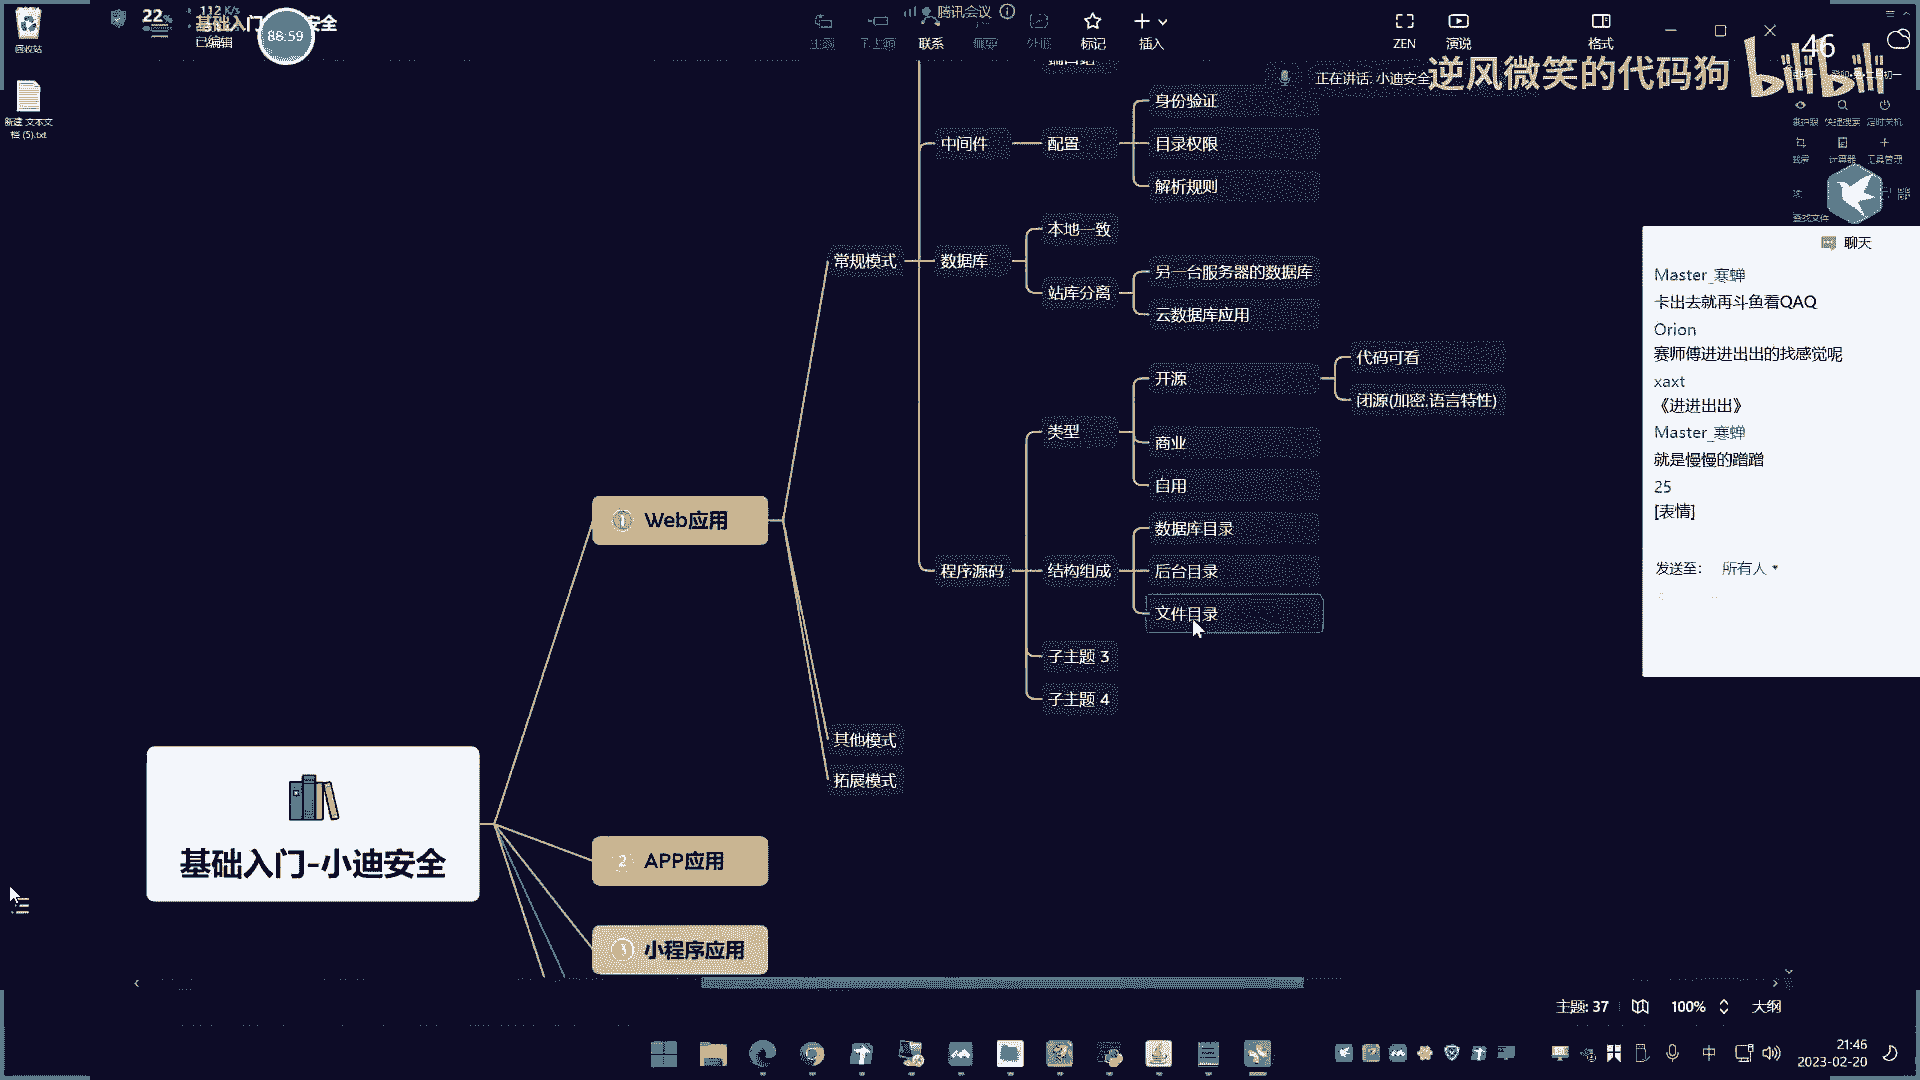 回收站
新建 文本文
档 (5).txt
22%
112 K/s
基础入门
安全
已编辑
88:59
腾讯会议
联系
标记
插入
ZEN
演说
格式
46
正在讲话: 小迪安全
逆风微笑的代码狗
bilibili
身份验证
中间件
配置
目录权限
解析规则
本地一致
常规模式
数据库
另一台服务器的数据库
站库分离
云数据库应用
代码可看
开源
闭源(加密.语言特性)
类型
商业
自用
① Web应用
数据库目录
程序源码
结构组成
后台目录
文件目录
子主题 3
子主题 4
其他模式
拓展模式
基础入门-小迪安全
2 APP应用
3 小程序应用
查找文件
聊天
Master_寒蝉
卡出去就再斗鱼看QAQ
Orion
赛师傅进进出出的找感觉呢
xaxt
《进进出出》
Master_寒蝉
就是慢慢的蹭蹭
25
[表情]
发送至: 所有人
主题: 37
100%
大纲
中
21:46
2023-02-20